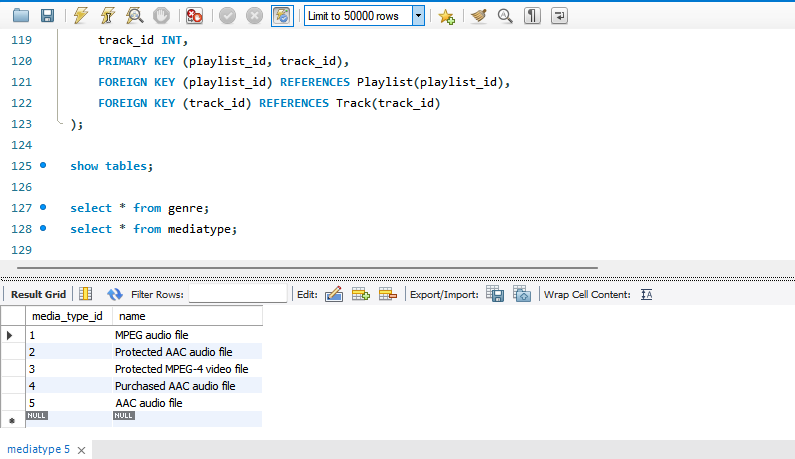 Limit to 50000 rows
119 track_id INT,
120 PRIMARY KEY (playlist_id, track_id),
121 FOREIGN KEY (playlist_id) REFERENCES Playlist(playlist_id),
122 FOREIGN KEY (track_id) REFERENCES Track(track_id)
123 );
124
125 show tables;
126
127 select * from genre;
128 select * from mediatype;
129
Result Grid Filter Rows: Edit: Export/Import: Wrap Cell Content: IA
media_type_id name
1 MPEG audio file
2 Protected AAC audio file
3 Protected MPEG-4 video file
4 Purchased AAC audio file
5 AAC audio file
NULL NULL
mediatype 5